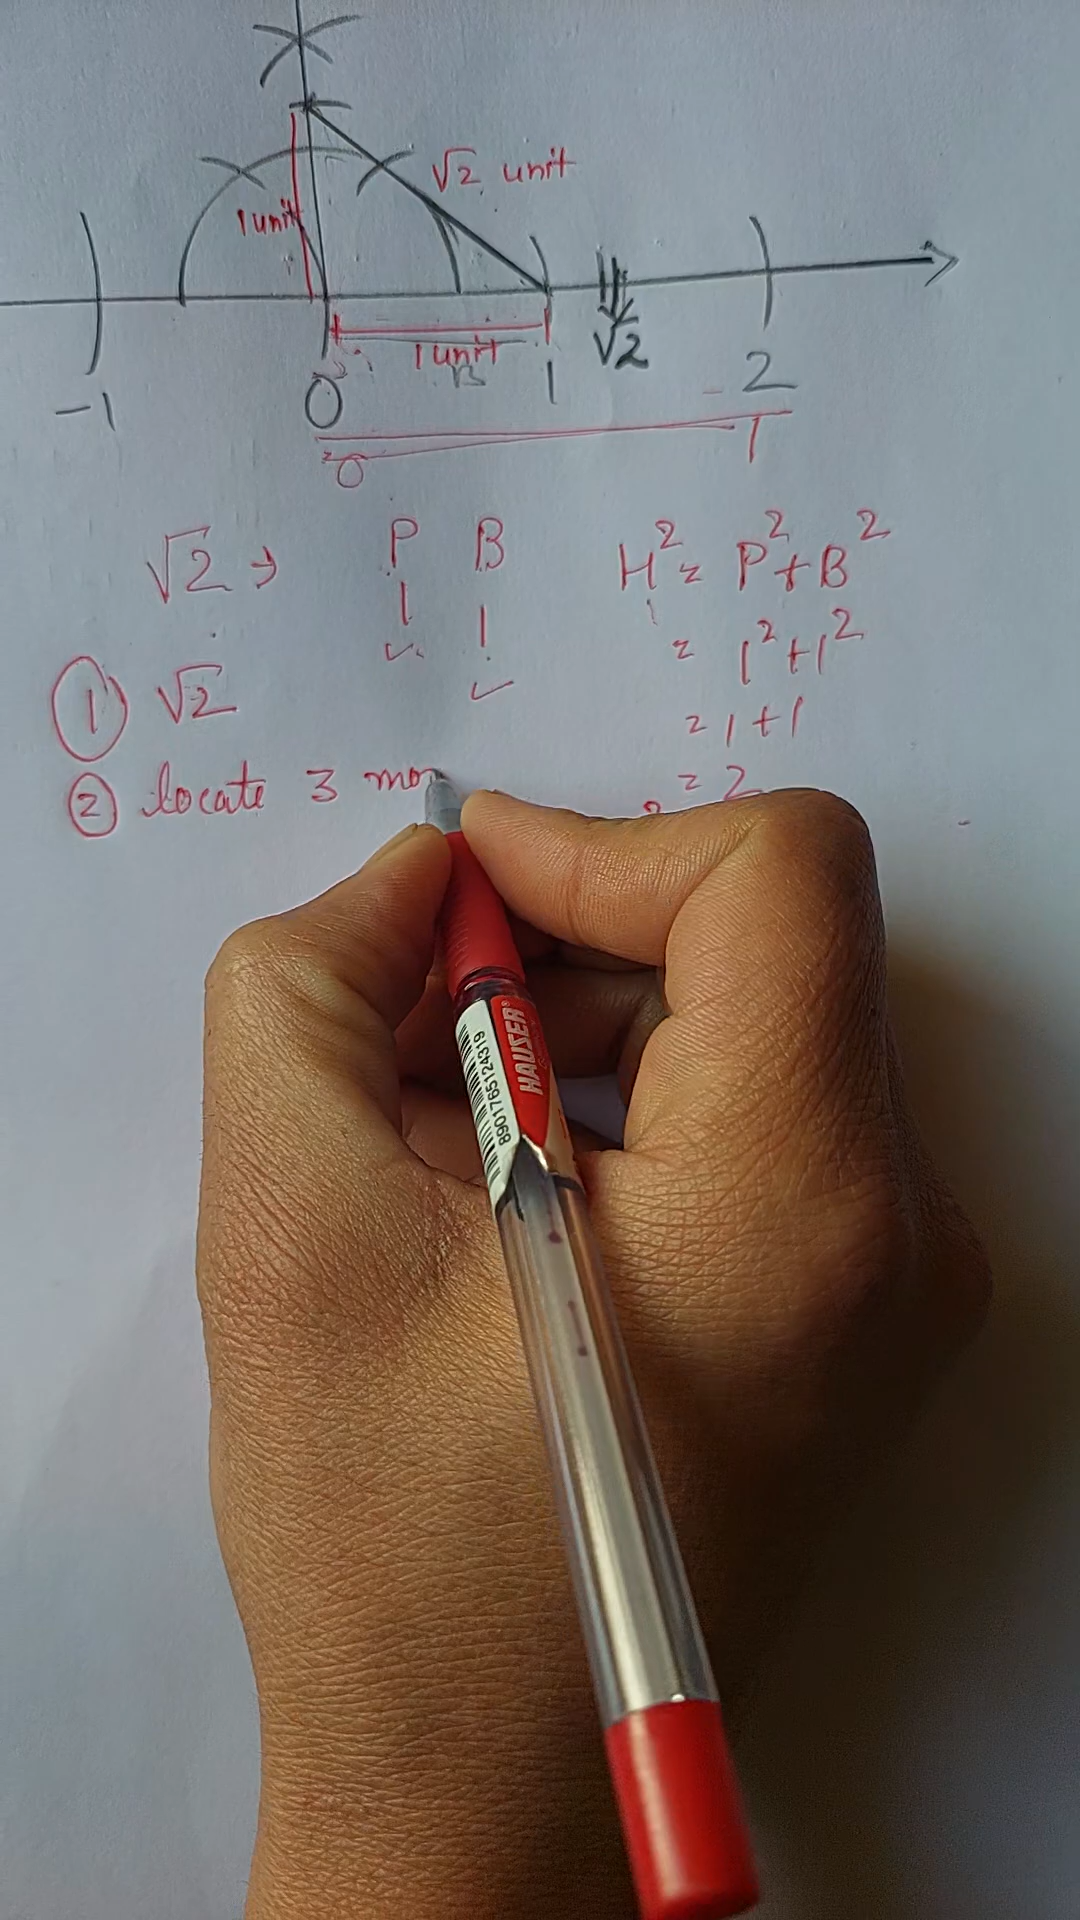 √2 unit
1 unit
1 unit
√2
-1 0 1 2
0 1
√2 → P B H² = P² + B²
1 1 = 1² + 1²
① √2 = 1 + 1
② locate 3 mor = 2
HAUSER
8901765124319